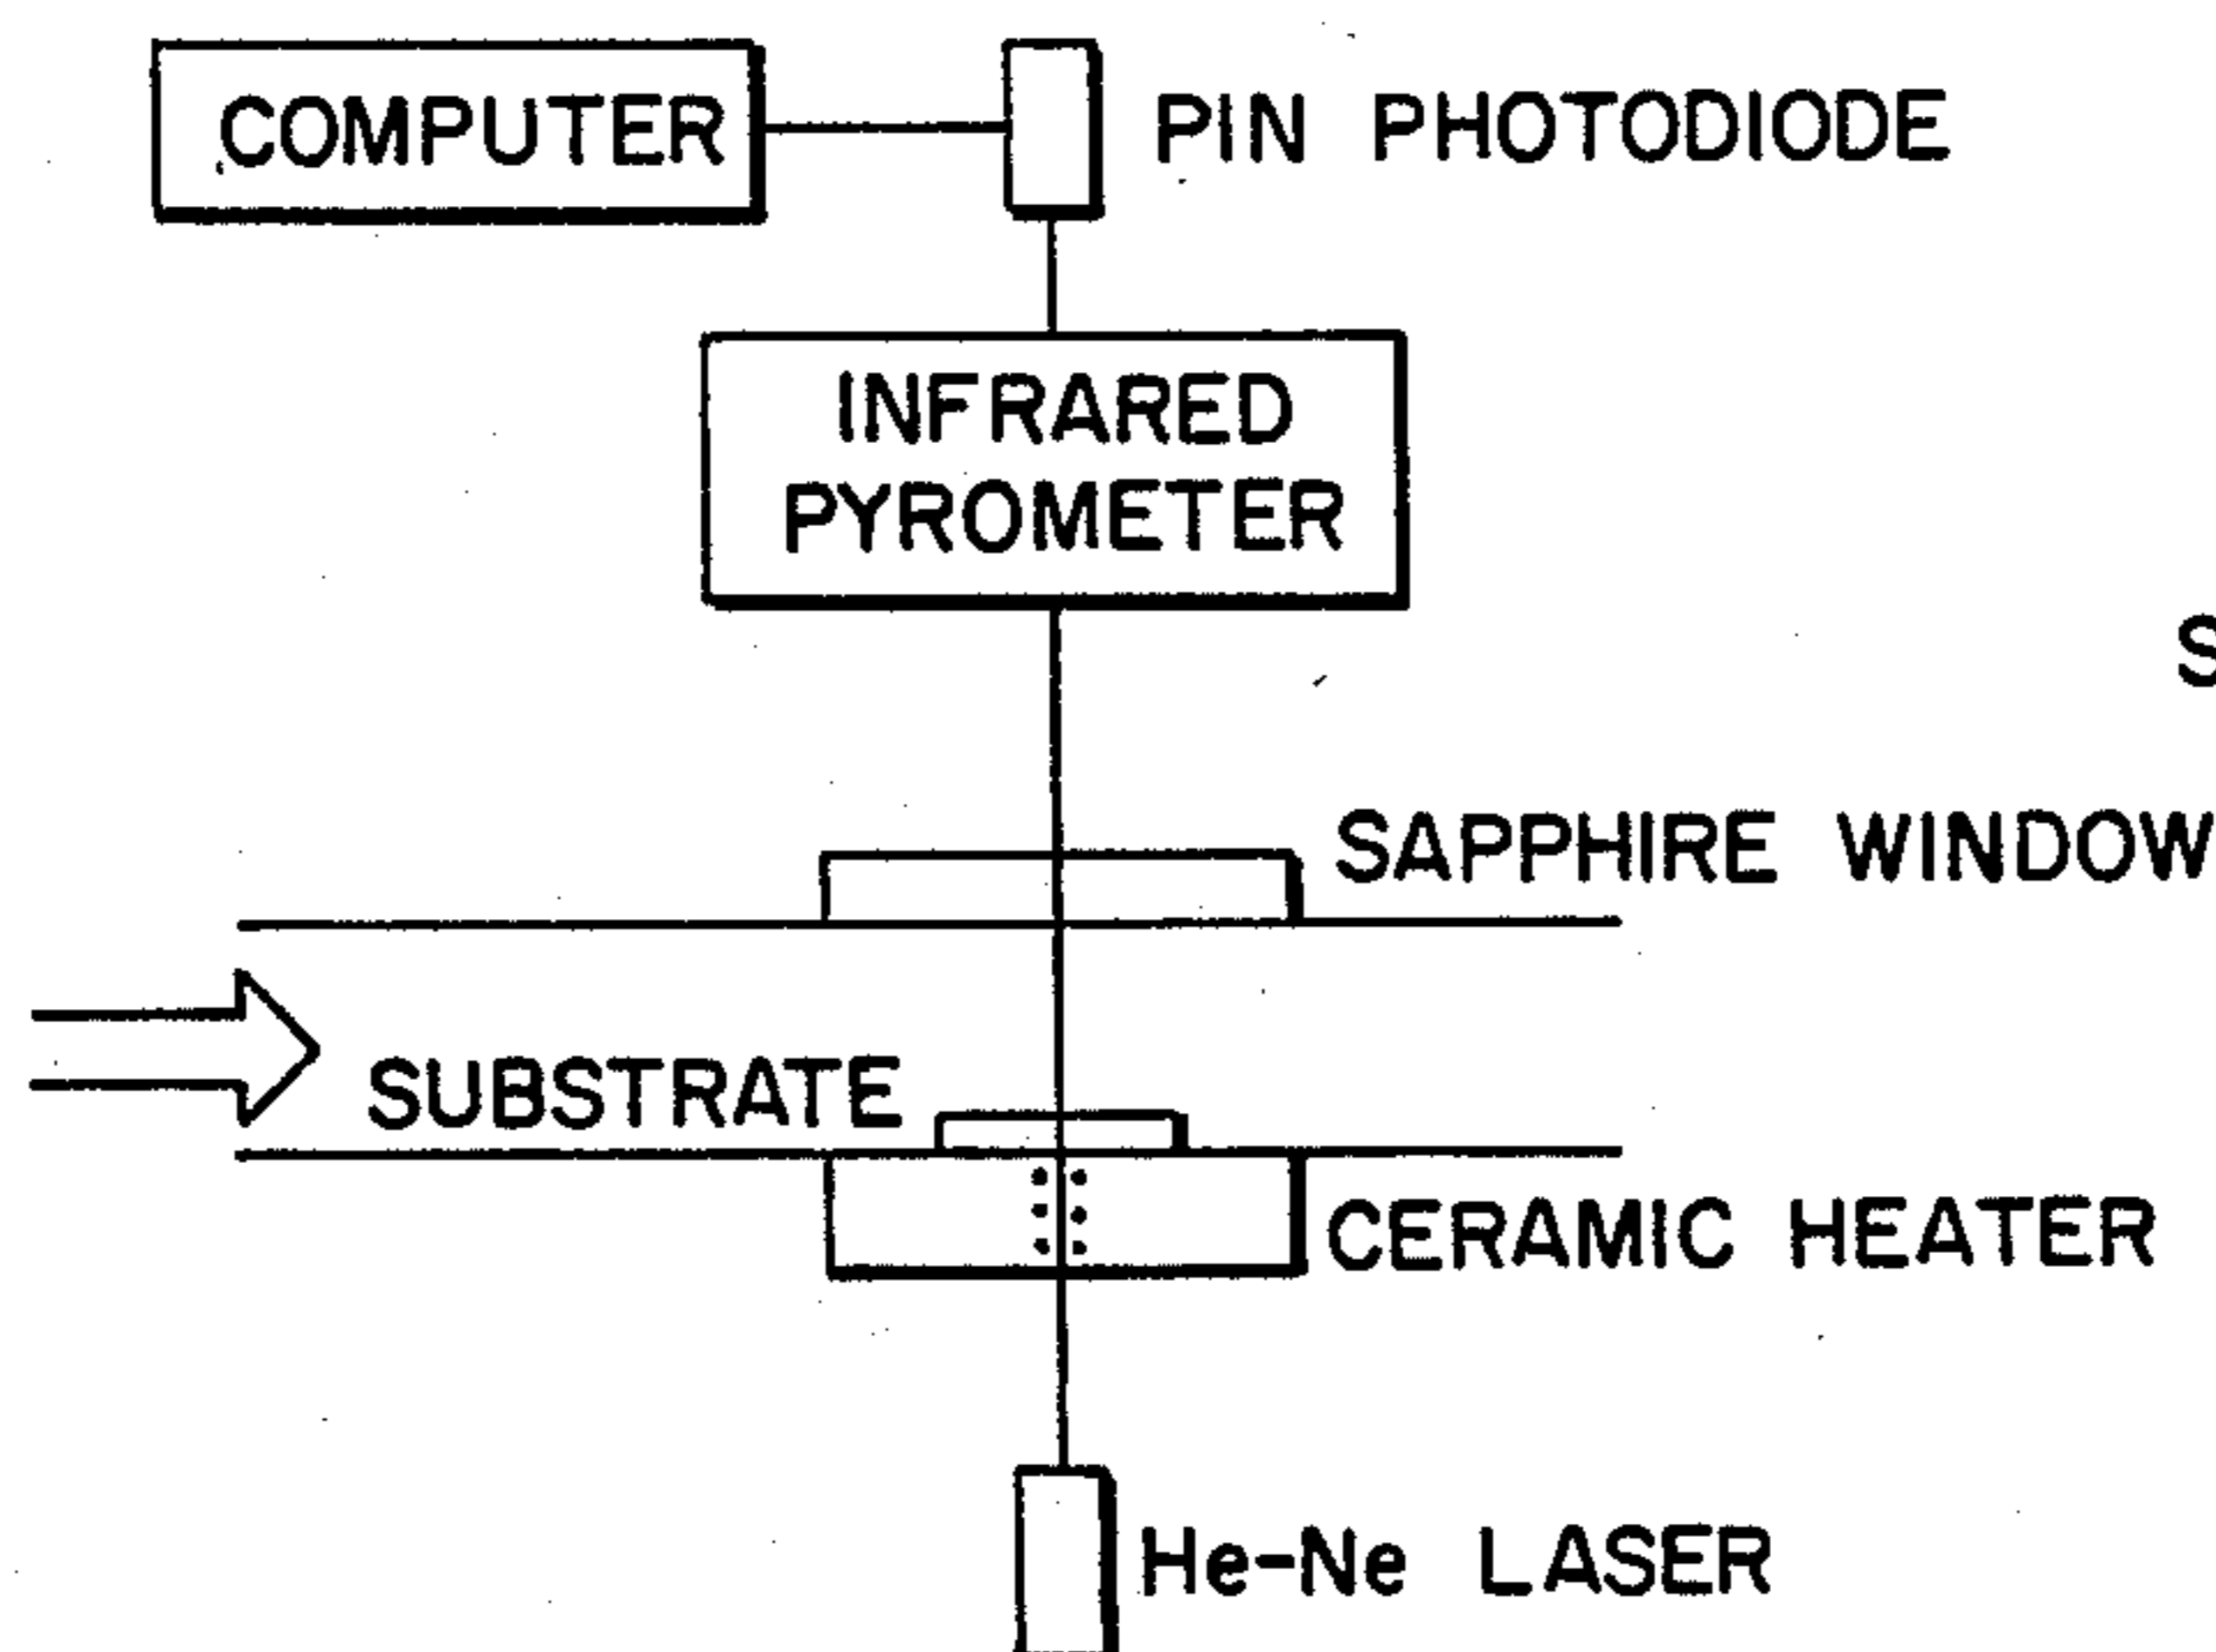 COMPUTER
PIN PHOTODIODE
INFRARED
PYROMETER
SAPPHIRE WINDOW
SUBSTRATE
CERAMIC HEATER
He-Ne LASER